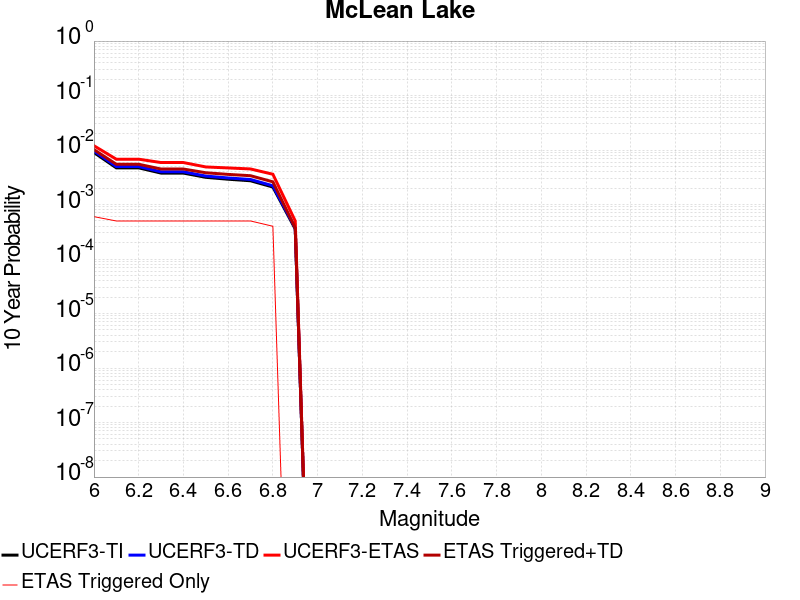 McLean Lake
10 Year Probability
10^0
10^-1
10^-2
10^-3
10^-4
10^-5
10^-6
10^-7
10^-8
6 6.2 6.4 6.6 6.8 7 7.2 7.4 7.6 7.8 8 8.2 8.4 8.6 8.8 9
Magnitude
UCERF3-TI UCERF3-TD UCERF3-ETAS ETAS Triggered+TD
ETAS Triggered Only